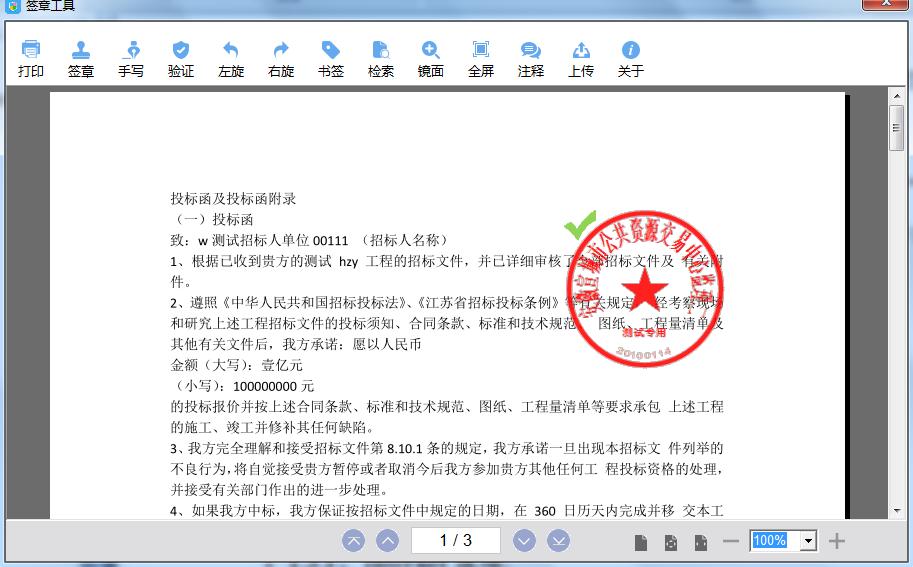 签章工具
打印 签章 手写 验证 左旋 右旋 书签 检索 镜面 全屏 注释 上传 关于
投标函及投标函附录
（一）投标函
致：w 测试招标人单位 00111 （招标人名称）
1、根据已收到贵方的测试 hzy 工程的招标文件，并已详细审核了全部招标文件及 有关附
件。
2、遵照《中华人民共和国招标投标法》、《江苏省招标投标条例》等有关规定，经考察现场
和研究上述工程招标文件的投标须知、合同条款、标准和技术规范、图纸、工程量清单及
其他有关文件后，我方承诺：愿以人民币
金额（大写）：壹亿元
（小写）：100000000 元
的投标报价并按上述合同条款、标准和技术规范、图纸、工程量清单等要求承包 上述工程
的施工、竣工并修补其任何缺陷。
3、我方完全理解和接受招标文件第 8.10.1 条的规定，我方承诺一旦出现本招标文 件列举的
不良行为，将自觉接受贵方暂停或者取消今后我方参加贵方其他任何工 程投标资格的处理，
并接受有关部门作出的进一步处理。
4、如果我方中标，我方保证按招标文件中规定的日期，在 360 日历天内完成并移 交本工
市公共资源交易中心
测试专用
20100114
1 / 3
100%